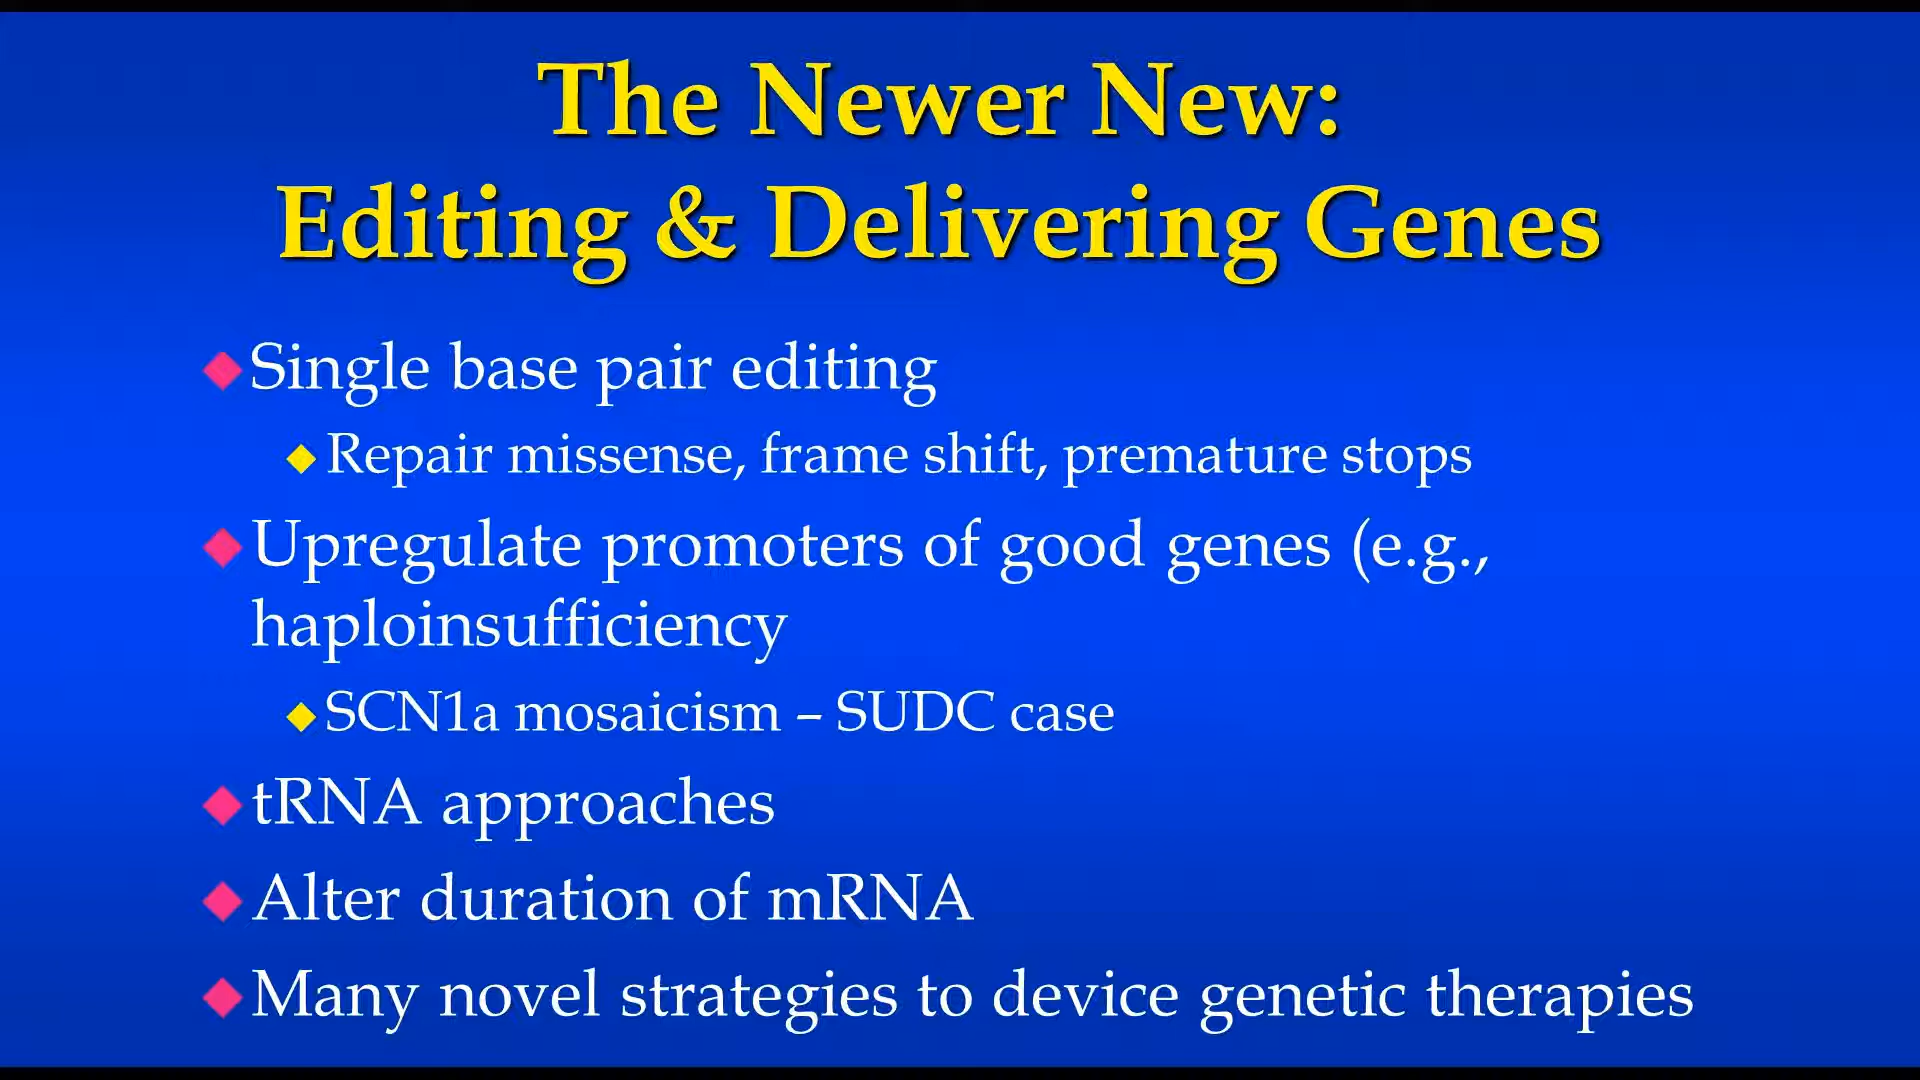 The Newer New:
Editing & Delivering Genes
Single base pair editing
Repair missense, frame shift, premature stops
Upregulate promoters of good genes (e.g.,
haploinsufficiency
SCN1a mosaicism – SUDC case
tRNA approaches
Alter duration of mRNA
Many novel strategies to device genetic therapies